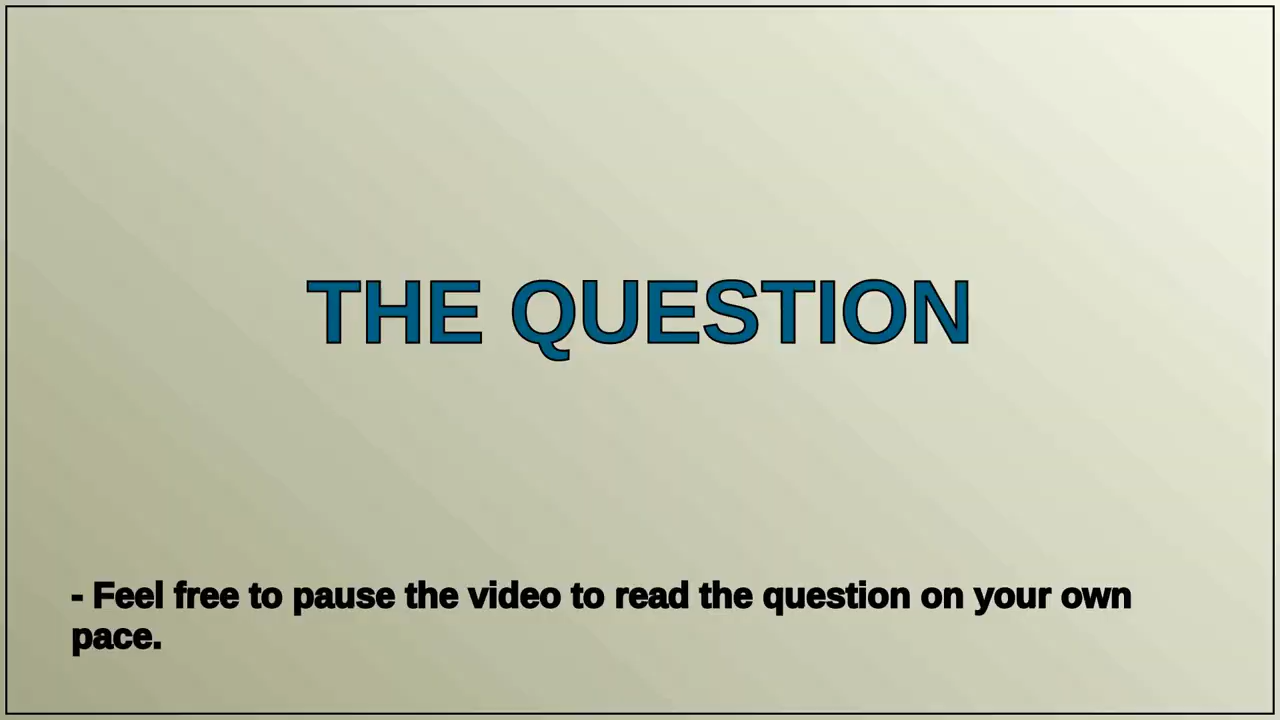 THE QUESTION
- Feel free to pause the video to read the question on your own
pace.